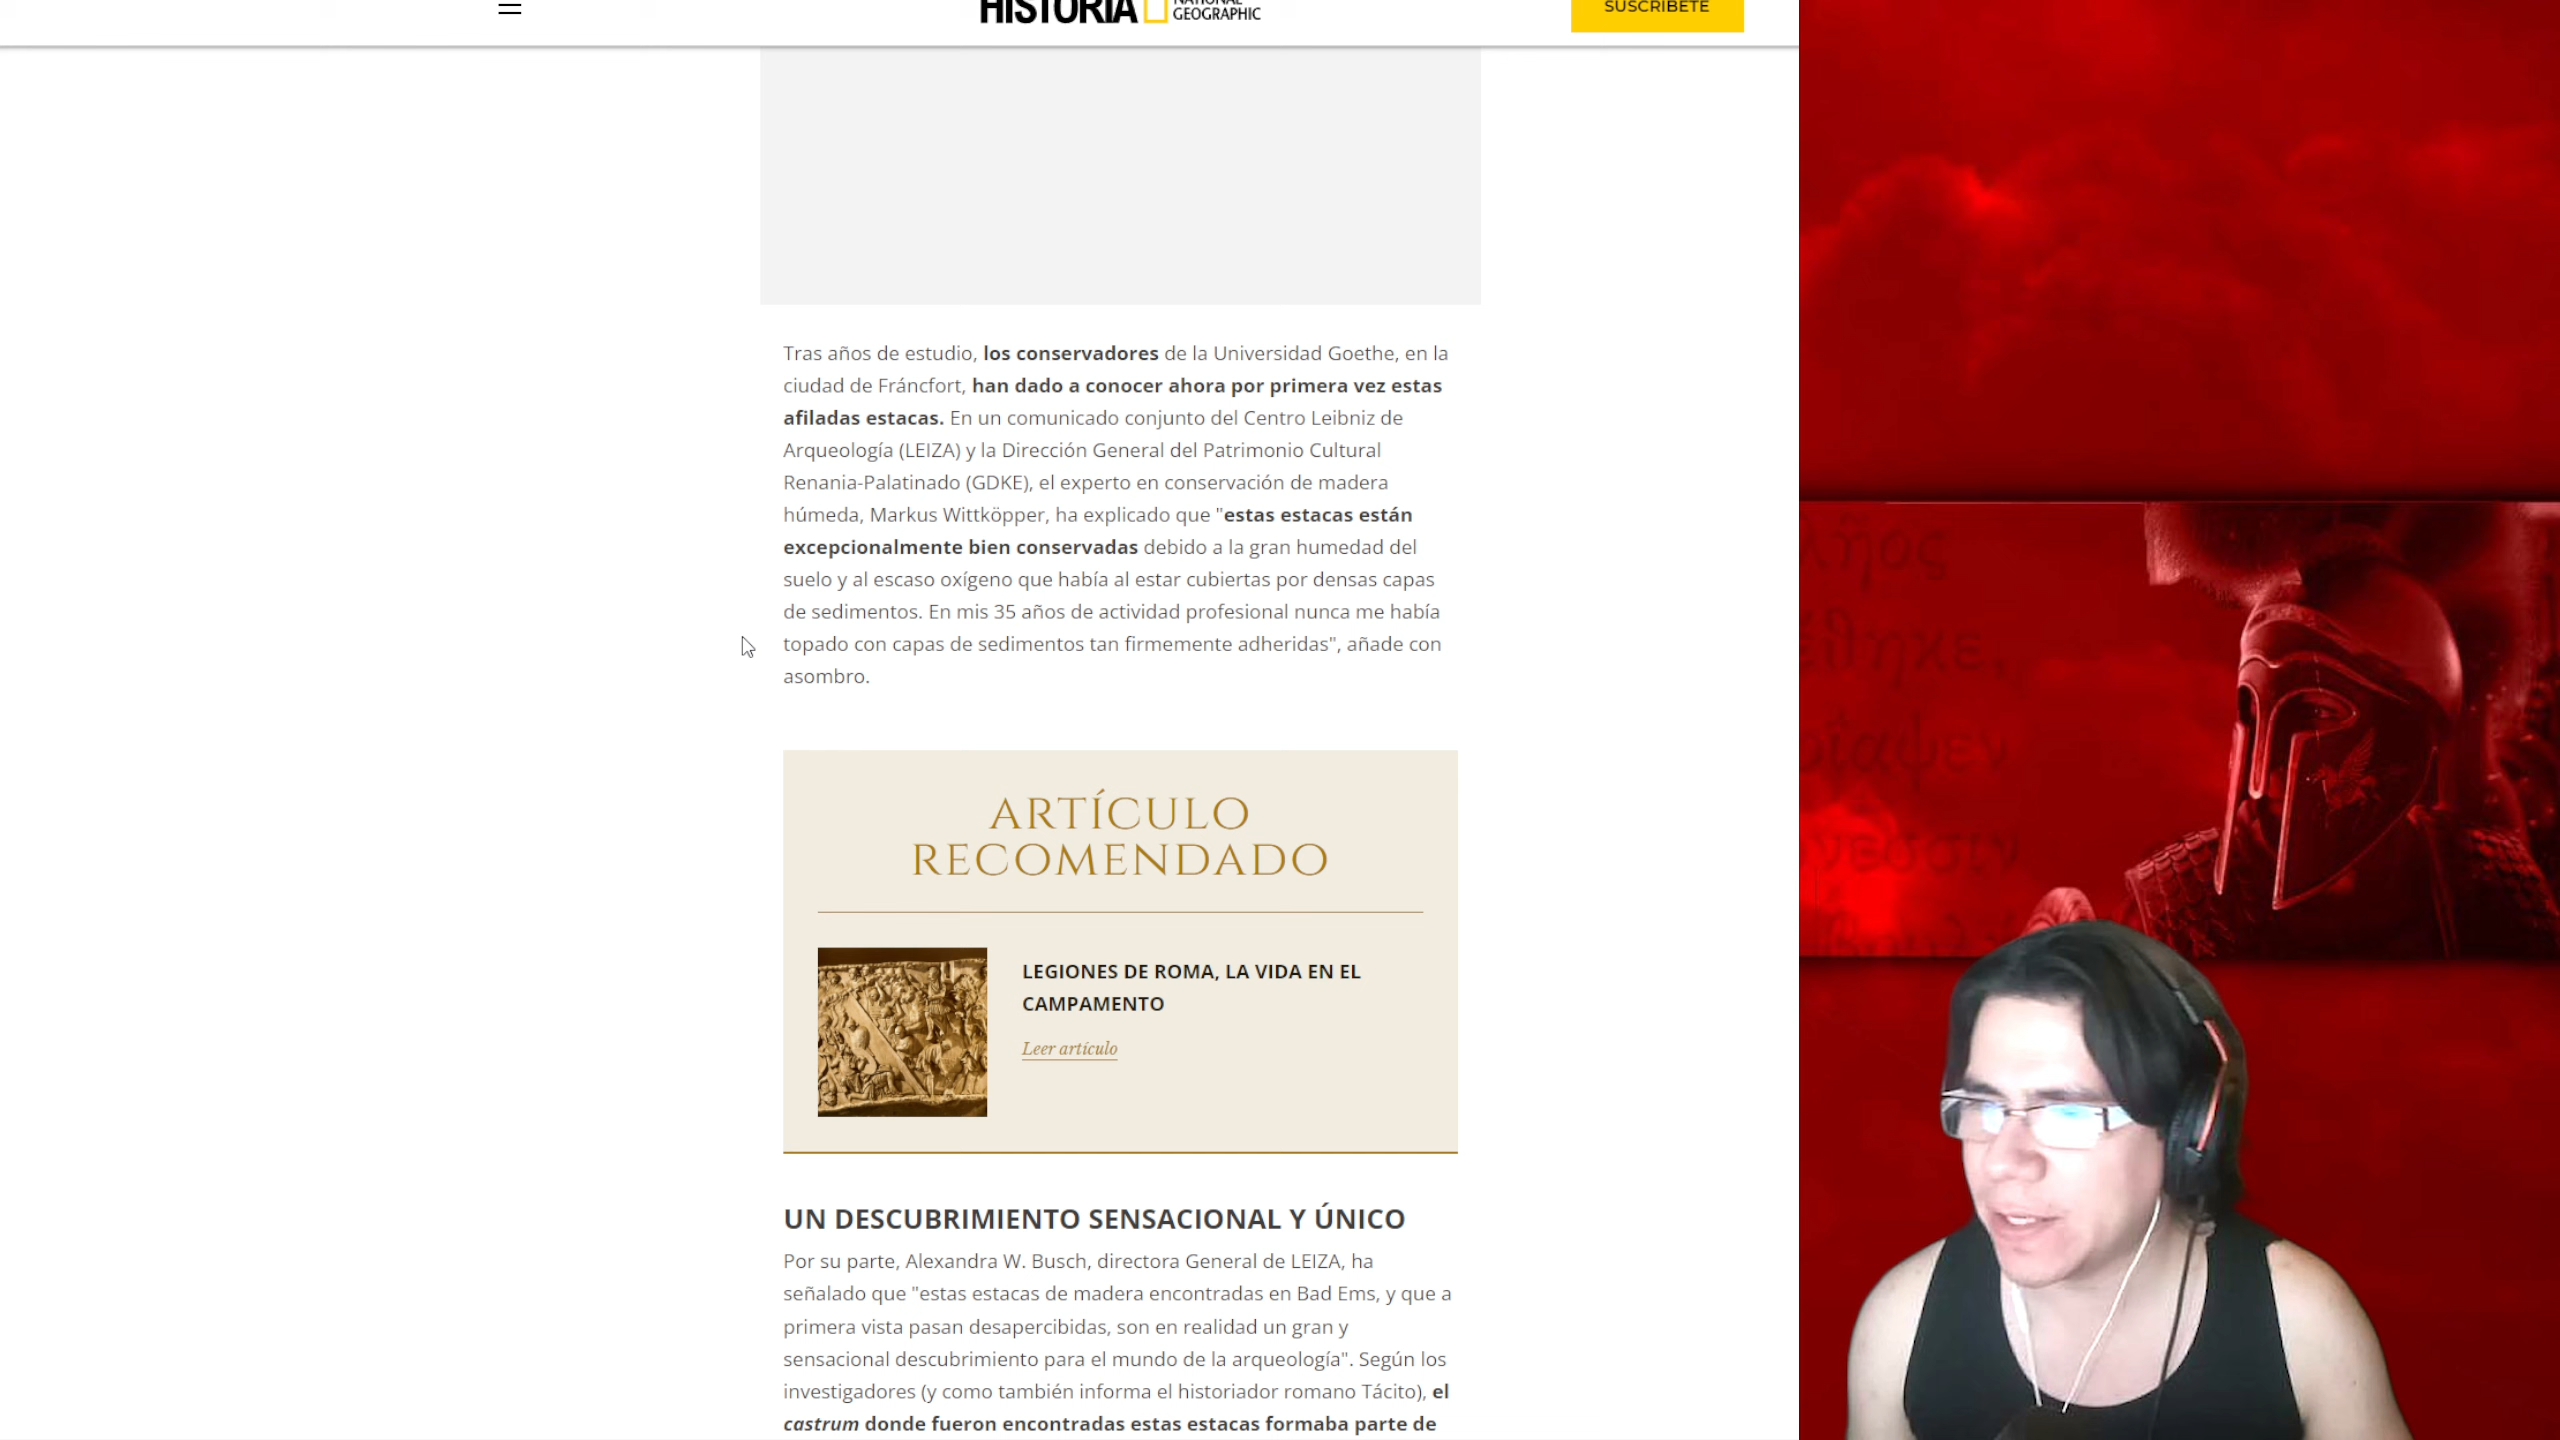 HISTORIA
NATIONAL
GEOGRAPHIC
SUSCRÍBETE
Tras años de estudio, los conservadores de la Universidad Goethe, en la
ciudad de Fráncfort, han dado a conocer ahora por primera vez estas
afiladas estacas. En un comunicado conjunto del Centro Leibniz de
Arqueología (LEIZA) y la Dirección General del Patrimonio Cultural
Renania-Palatinado (GDKE), el experto en conservación de madera
húmeda, Markus Wittköpper, ha explicado que "estas estacas están
excepcionalmente bien conservadas debido a la gran humedad del
suelo y al escaso oxígeno que había al estar cubiertas por densas capas
de sedimentos. En mis 35 años de actividad profesional nunca me había
topado con capas de sedimentos tan firmemente adheridas", añade con
asombro.
ARTÍCULO
RECOMENDADO
LEGIONES DE ROMA, LA VIDA EN EL
CAMPAMENTO
Leer artículo
UN DESCUBRIMIENTO SENSACIONAL Y ÚNICO
Por su parte, Alexandra W. Busch, directora General de LEIZA, ha
señalado que "estas estacas de madera encontradas en Bad Ems, y que a
primera vista pasan desapercibidas, son en realidad un gran y
sensacional descubrimiento para el mundo de la arqueología". Según los
investigadores (y como también informa el historiador romano Tácito), el
castrum donde fueron encontradas estas estacas formaba parte de